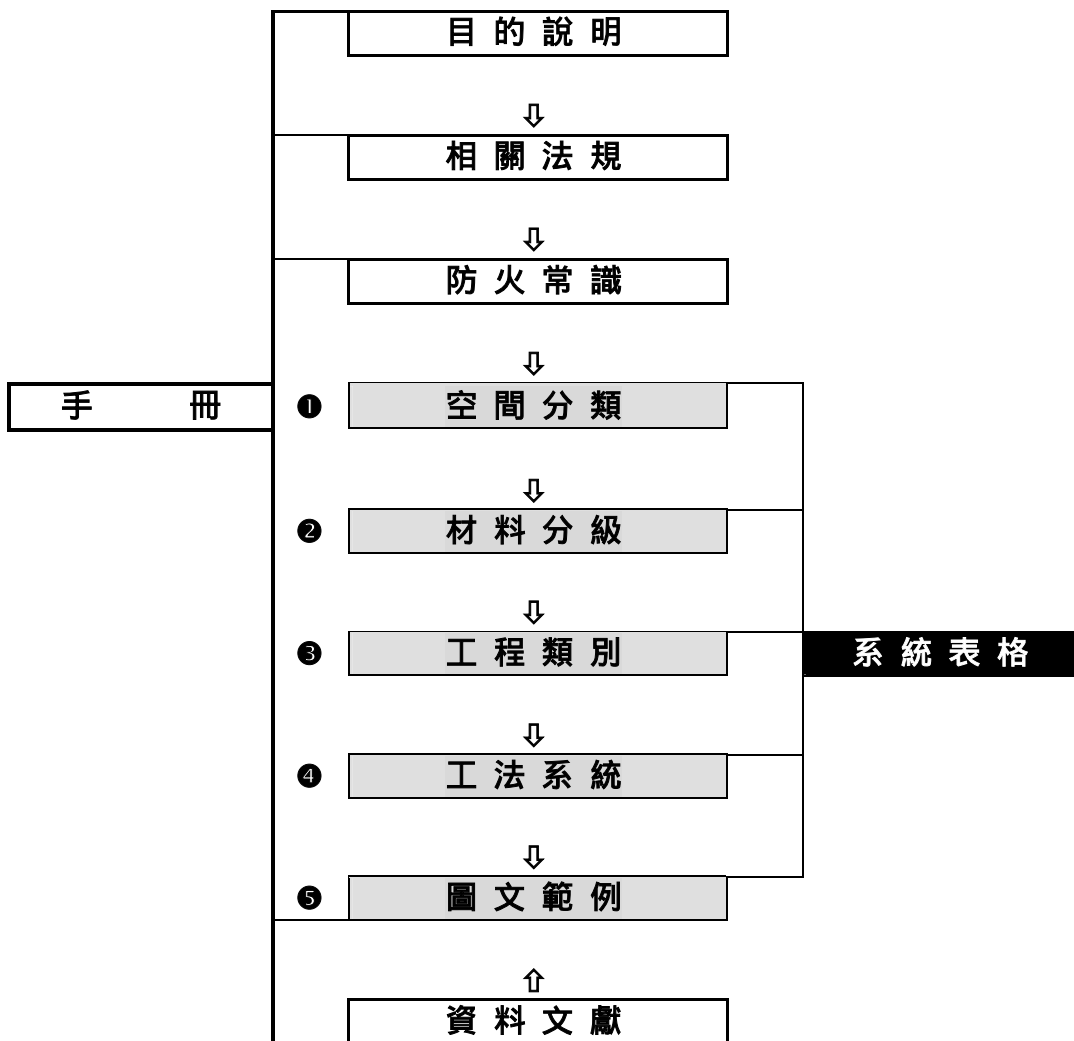 目的說明
相關法規
防火常識
手冊
❶ 空間分類
❷ 材料分級
❸ 工程類別
系統表格
❹ 工法系統
❺ 圖文範例
資料文獻